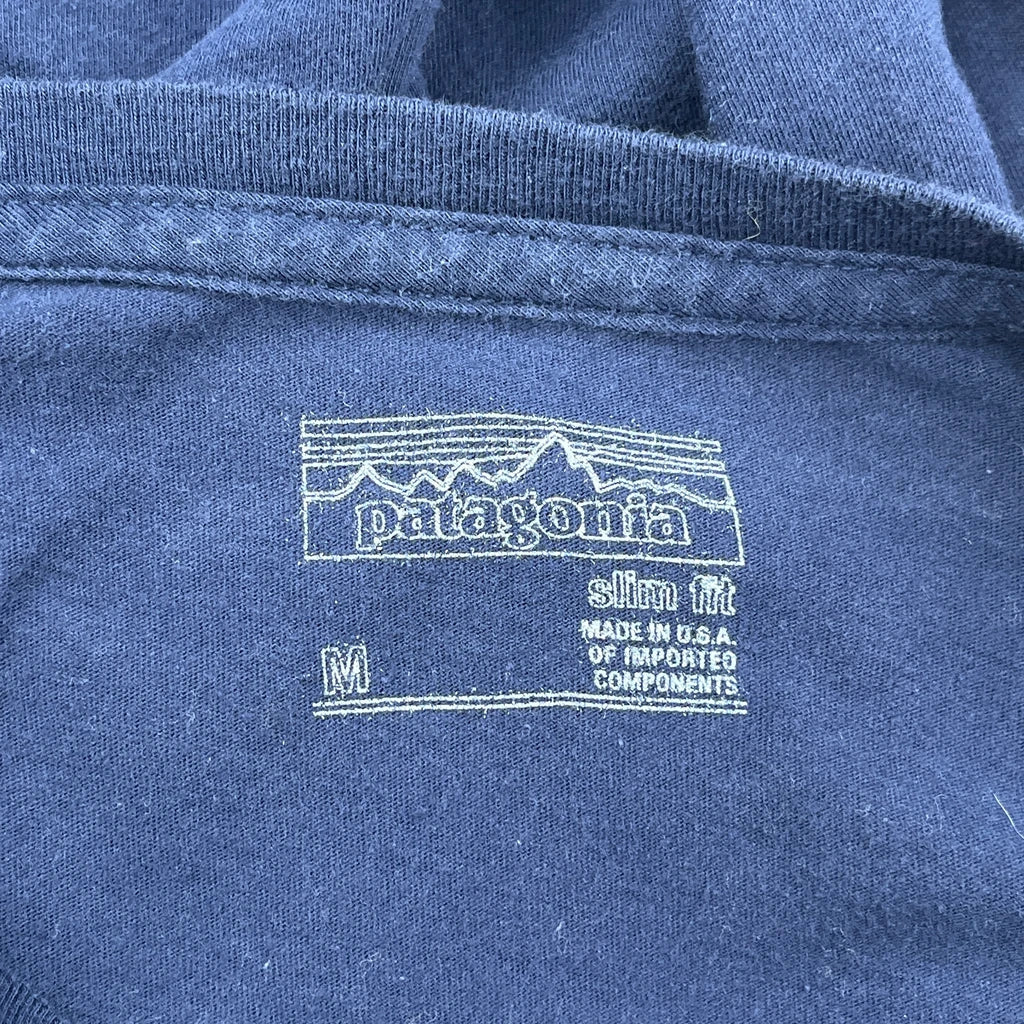 patagonia
slim fit
MADE IN U.S.A.
OF IMPORTED
COMPONENTS
M